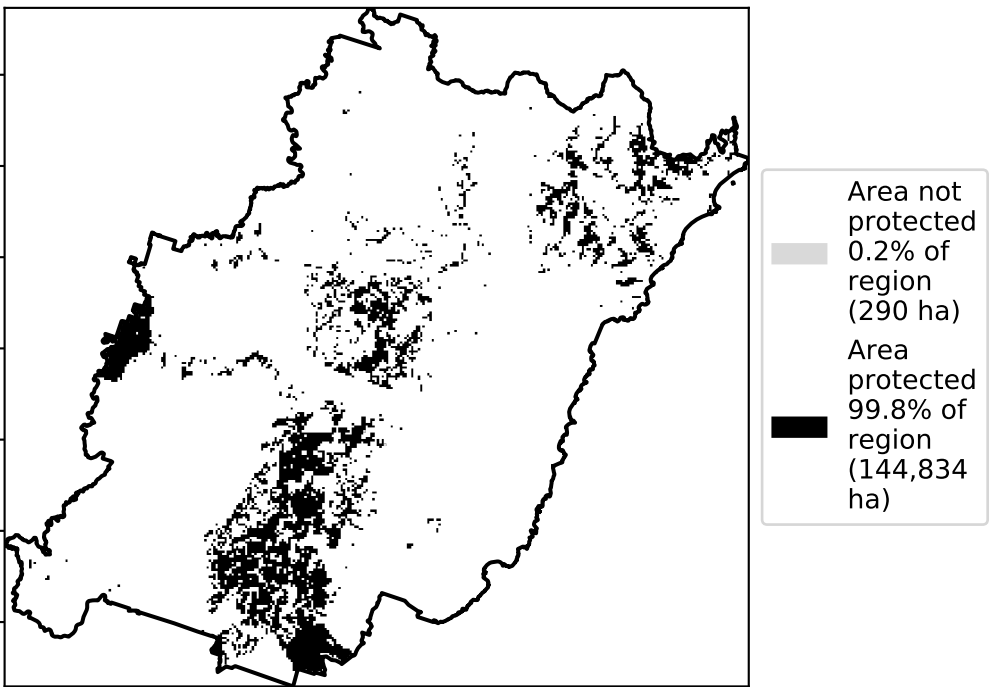 Area not
protected
0.2% of
region
(290 ha)
Area
protected
99.8% of
region
(144,834
ha)